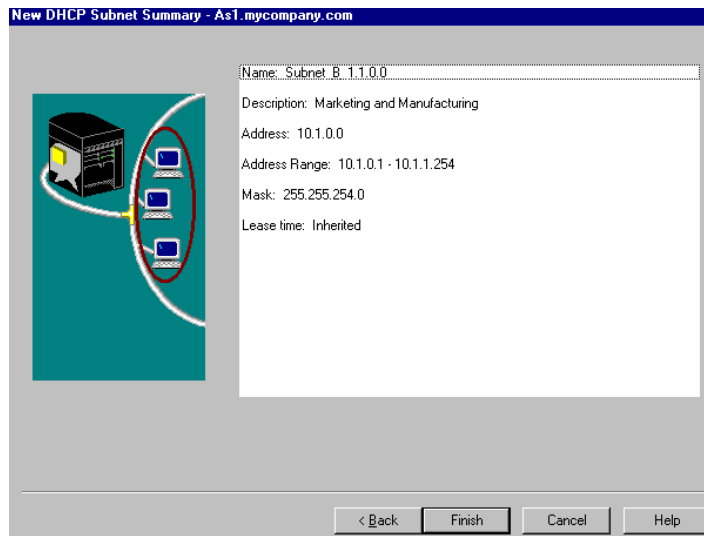 New DHCP Subnet Summary - As1.mycompany.com
Name: Subnet B 1.1.0.0
Description: Marketing and Manufacturing
Address: 10.1.0.0
Address Range: 10.1.0.1 - 10.1.1.254
Mask: 255.255.254.0
Lease time: Inherited
< Back Finish Cancel Help